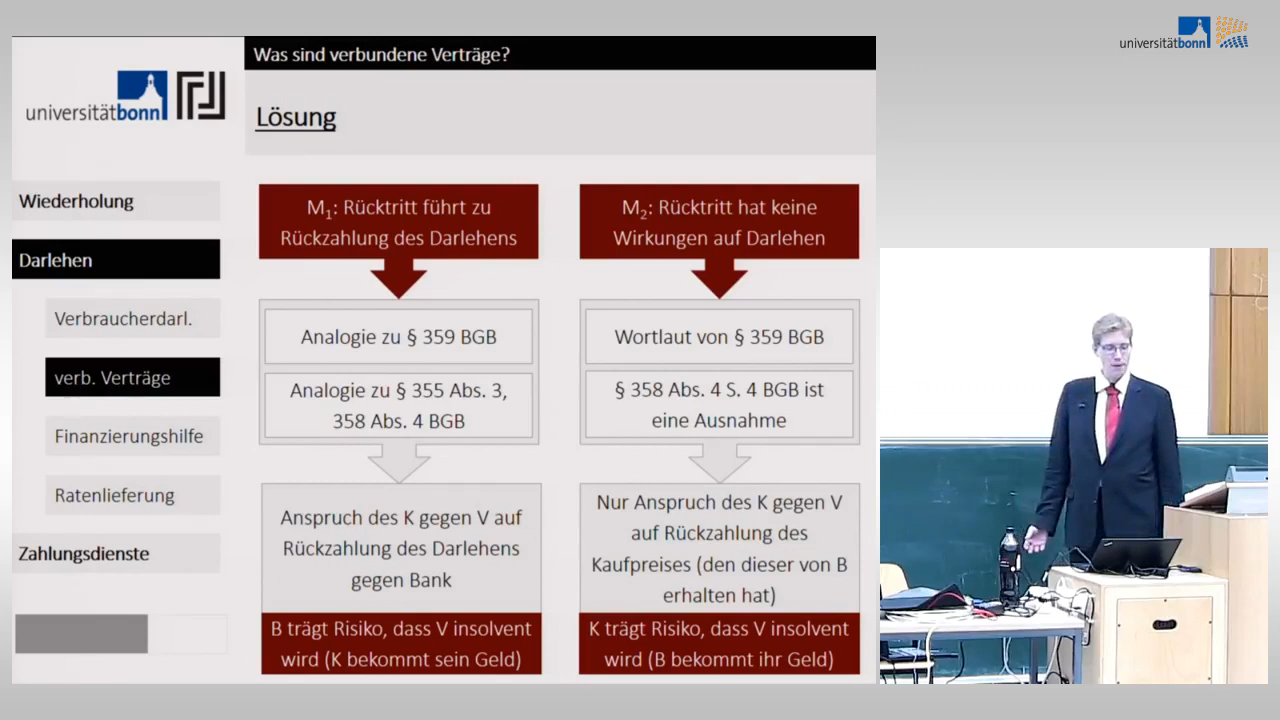 universitätbonn
Was sind verbundene Verträge?
universitätbonn
Lösung
Wiederholung
Darlehen
Verbraucherdarl.
verb. Verträge
Finanzierungshilfe
Ratenlieferung
Zahlungsdienste
M₁: Rücktritt führt zu
Rückzahlung des Darlehens
Analogie zu § 359 BGB
Analogie zu § 355 Abs. 3,
358 Abs. 4 BGB
Anspruch des K gegen V auf
Rückzahlung des Darlehens
gegen Bank
B trägt Risiko, dass V insolvent
wird (K bekommt sein Geld)
M₂: Rücktritt hat keine
Wirkungen auf Darlehen
Wortlaut von § 359 BGB
§ 358 Abs. 4 S. 4 BGB ist
eine Ausnahme
Nur Anspruch des K gegen V
auf Rückzahlung des
Kaufpreises (den dieser von B
erhalten hat)
K trägt Risiko, dass V insolvent
wird (B bekommt ihr Geld)